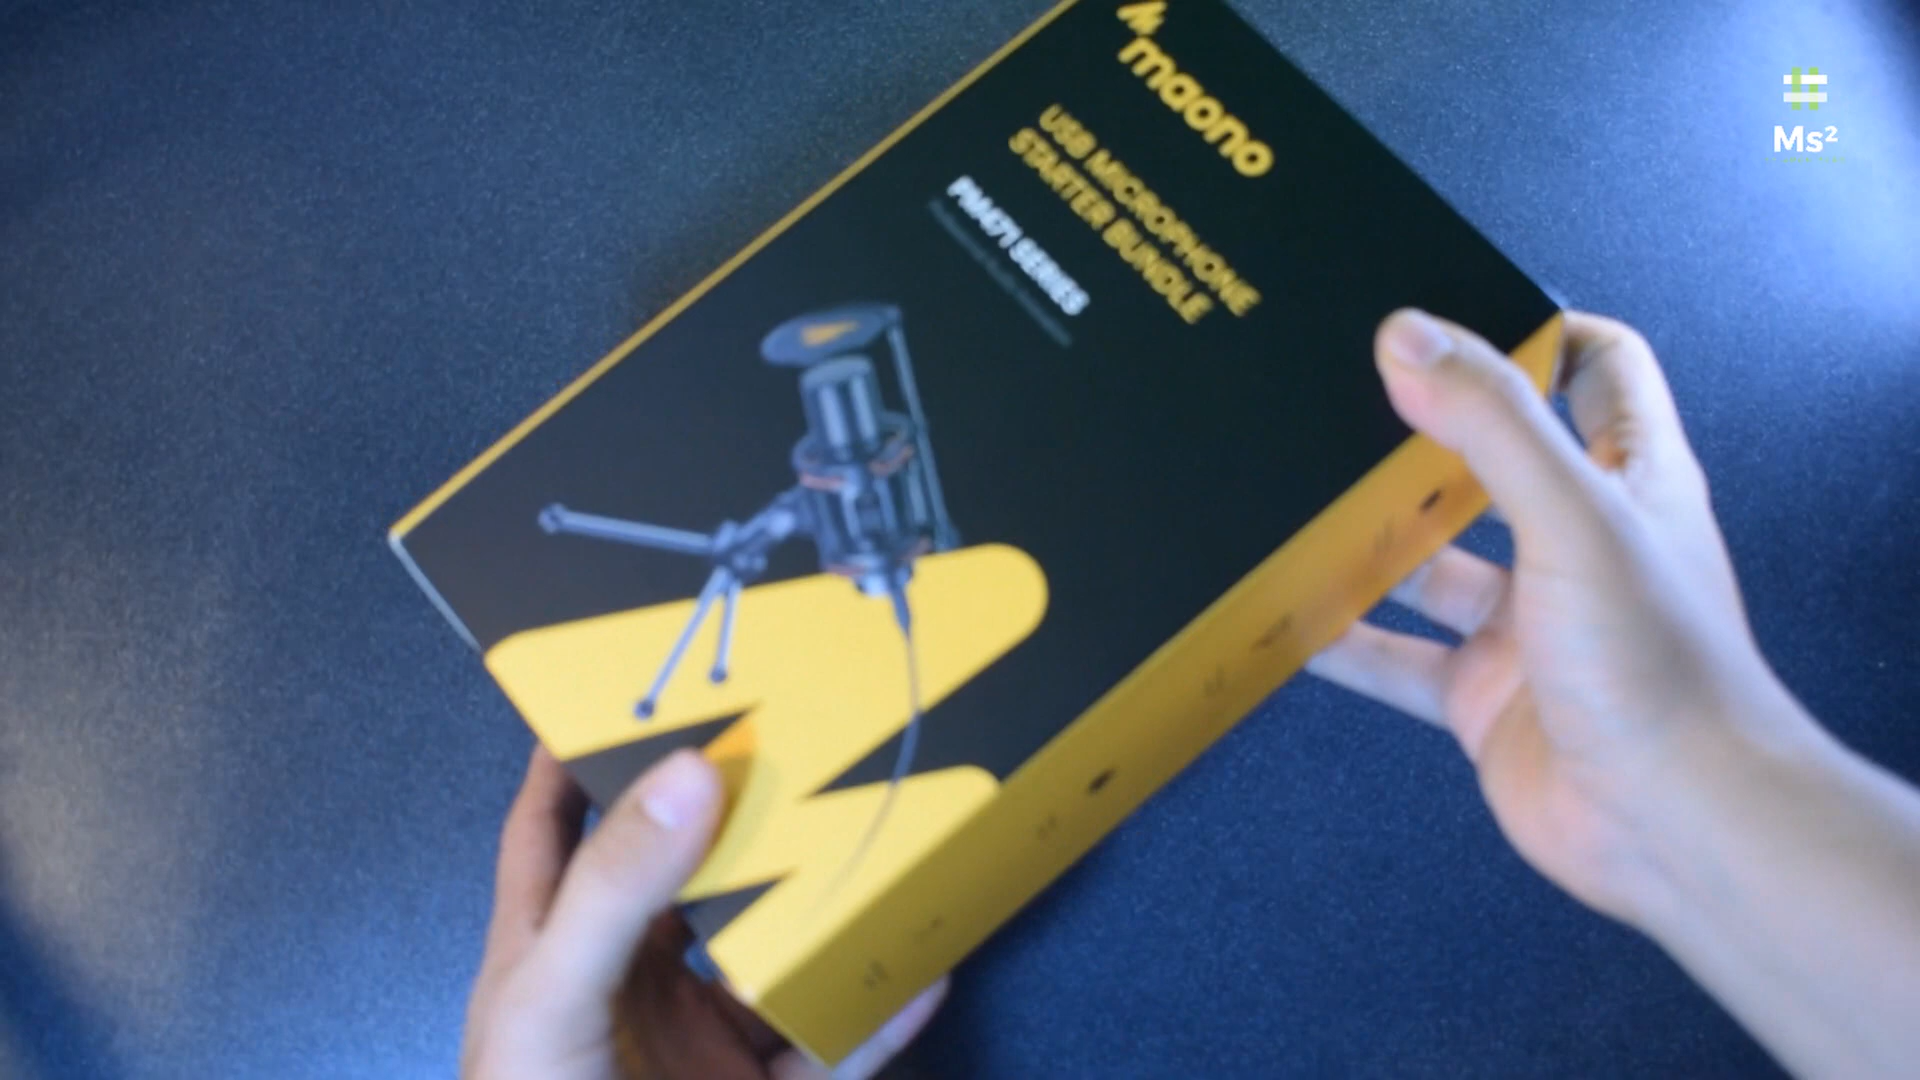 maono
USB MICROPHONE
STARTER BUNDLE
PM471 SERIES
Ms²